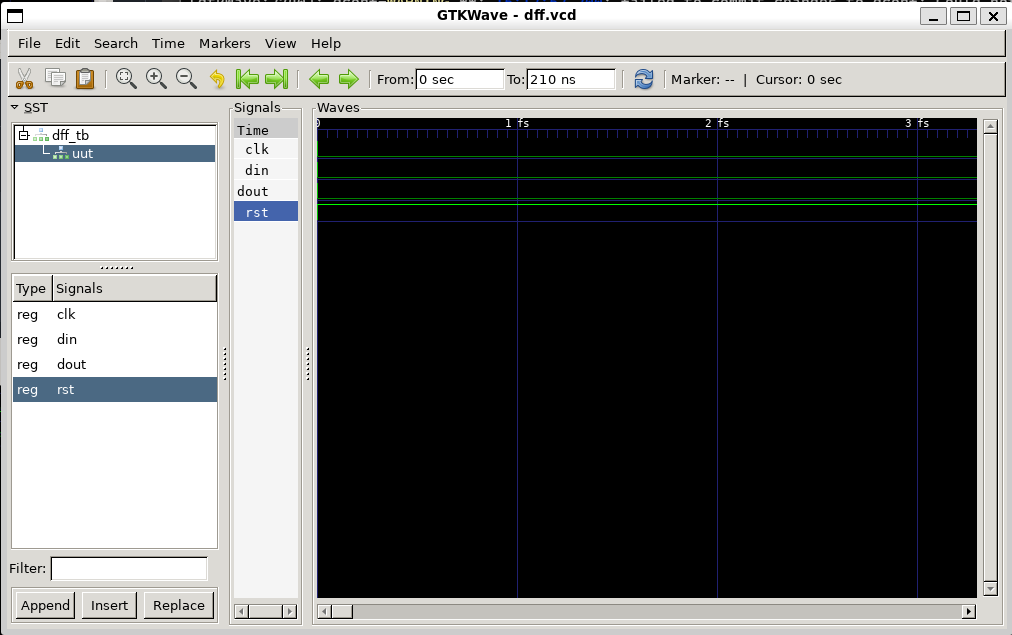 GTKWave - dff.vcd
File Edit Search Time Markers View Help
From: 0 sec To: 210 ns Marker: -- | Cursor: 0 sec
SST
dff_tb
uut
Type Signals
reg clk
reg din
reg dout
reg rst
Filter:
Append Insert Replace
Signals
Time
clk
din
dout
rst
Waves
0 1 fs 2 fs 3 fs